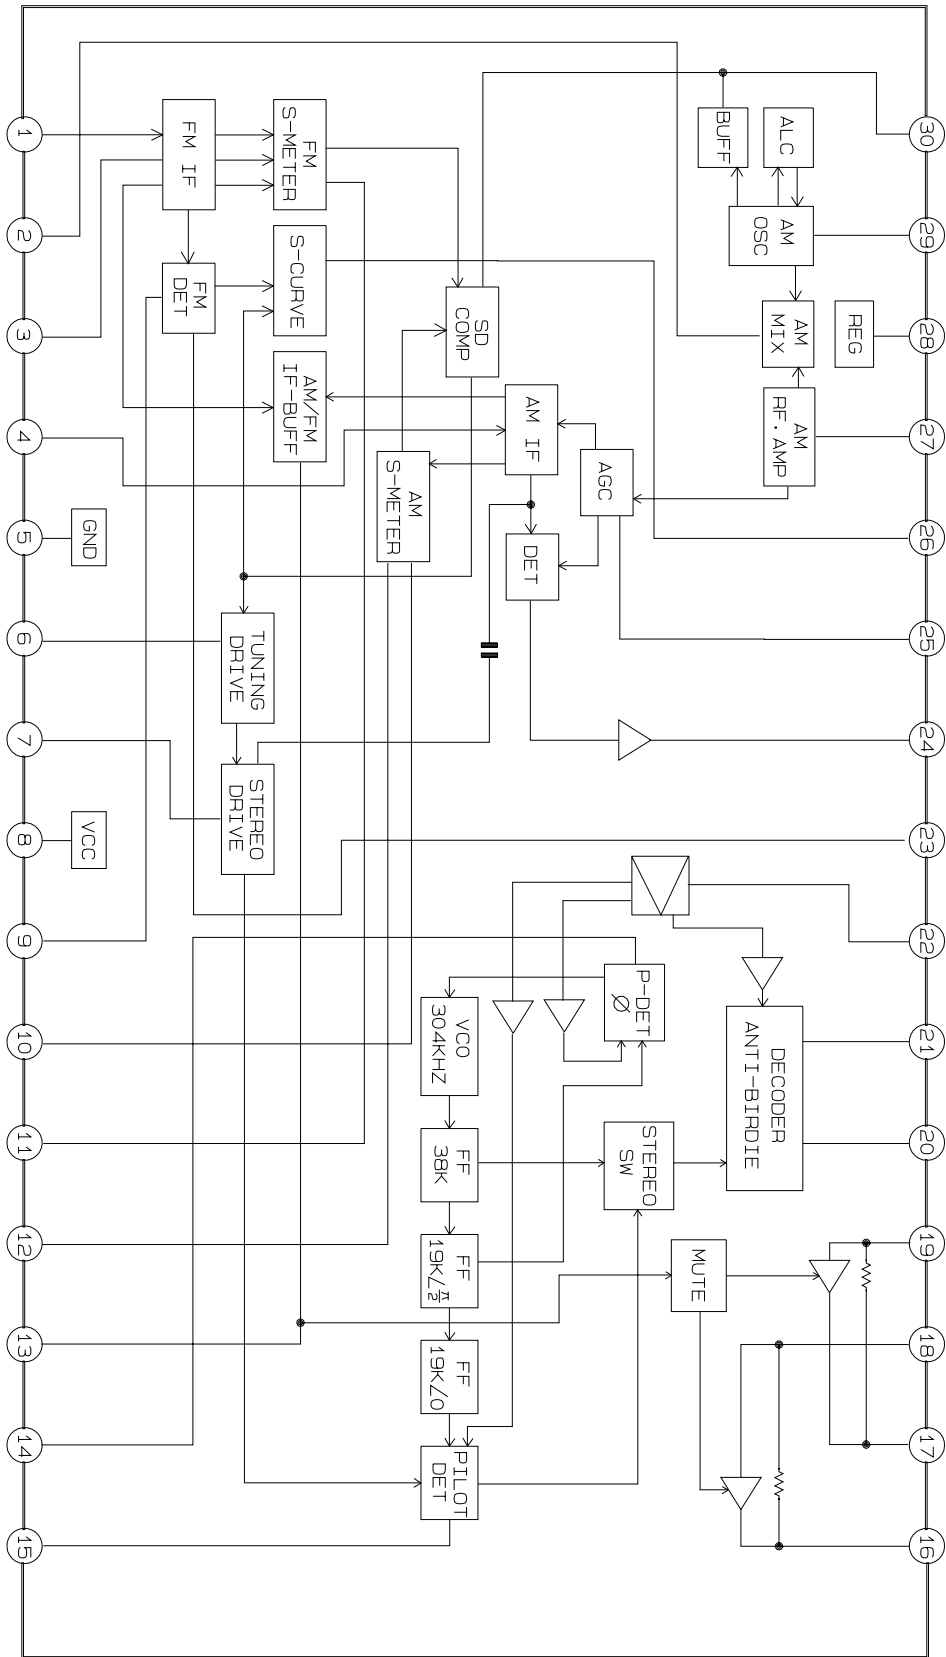 1
2
3
4
5
6
7
8
9
10
11
12
13
14
15
30
29
28
27
26
25
24
23
22
21
20
19
18
17
16
FM IF
FM
S-METER
FM
DET
S-CURVE
AM/FM
IF-BUFF
SD
COMP
AM
S-METER
AM IF
AGC
DET
BUFF
ALC
AM
OSC
AM
MIX
REG
AM
RF.AMP
GND
VCC
TUNING
DRIVE
STEREO
DRIVE
P-DET
Ø
VCO
304KHZ
FF
38K
FF
19K/π/2
FF
19K/0
PILOT
DET
STEREO
SW
DECODER
ANTI-BIRDIE
MUTE